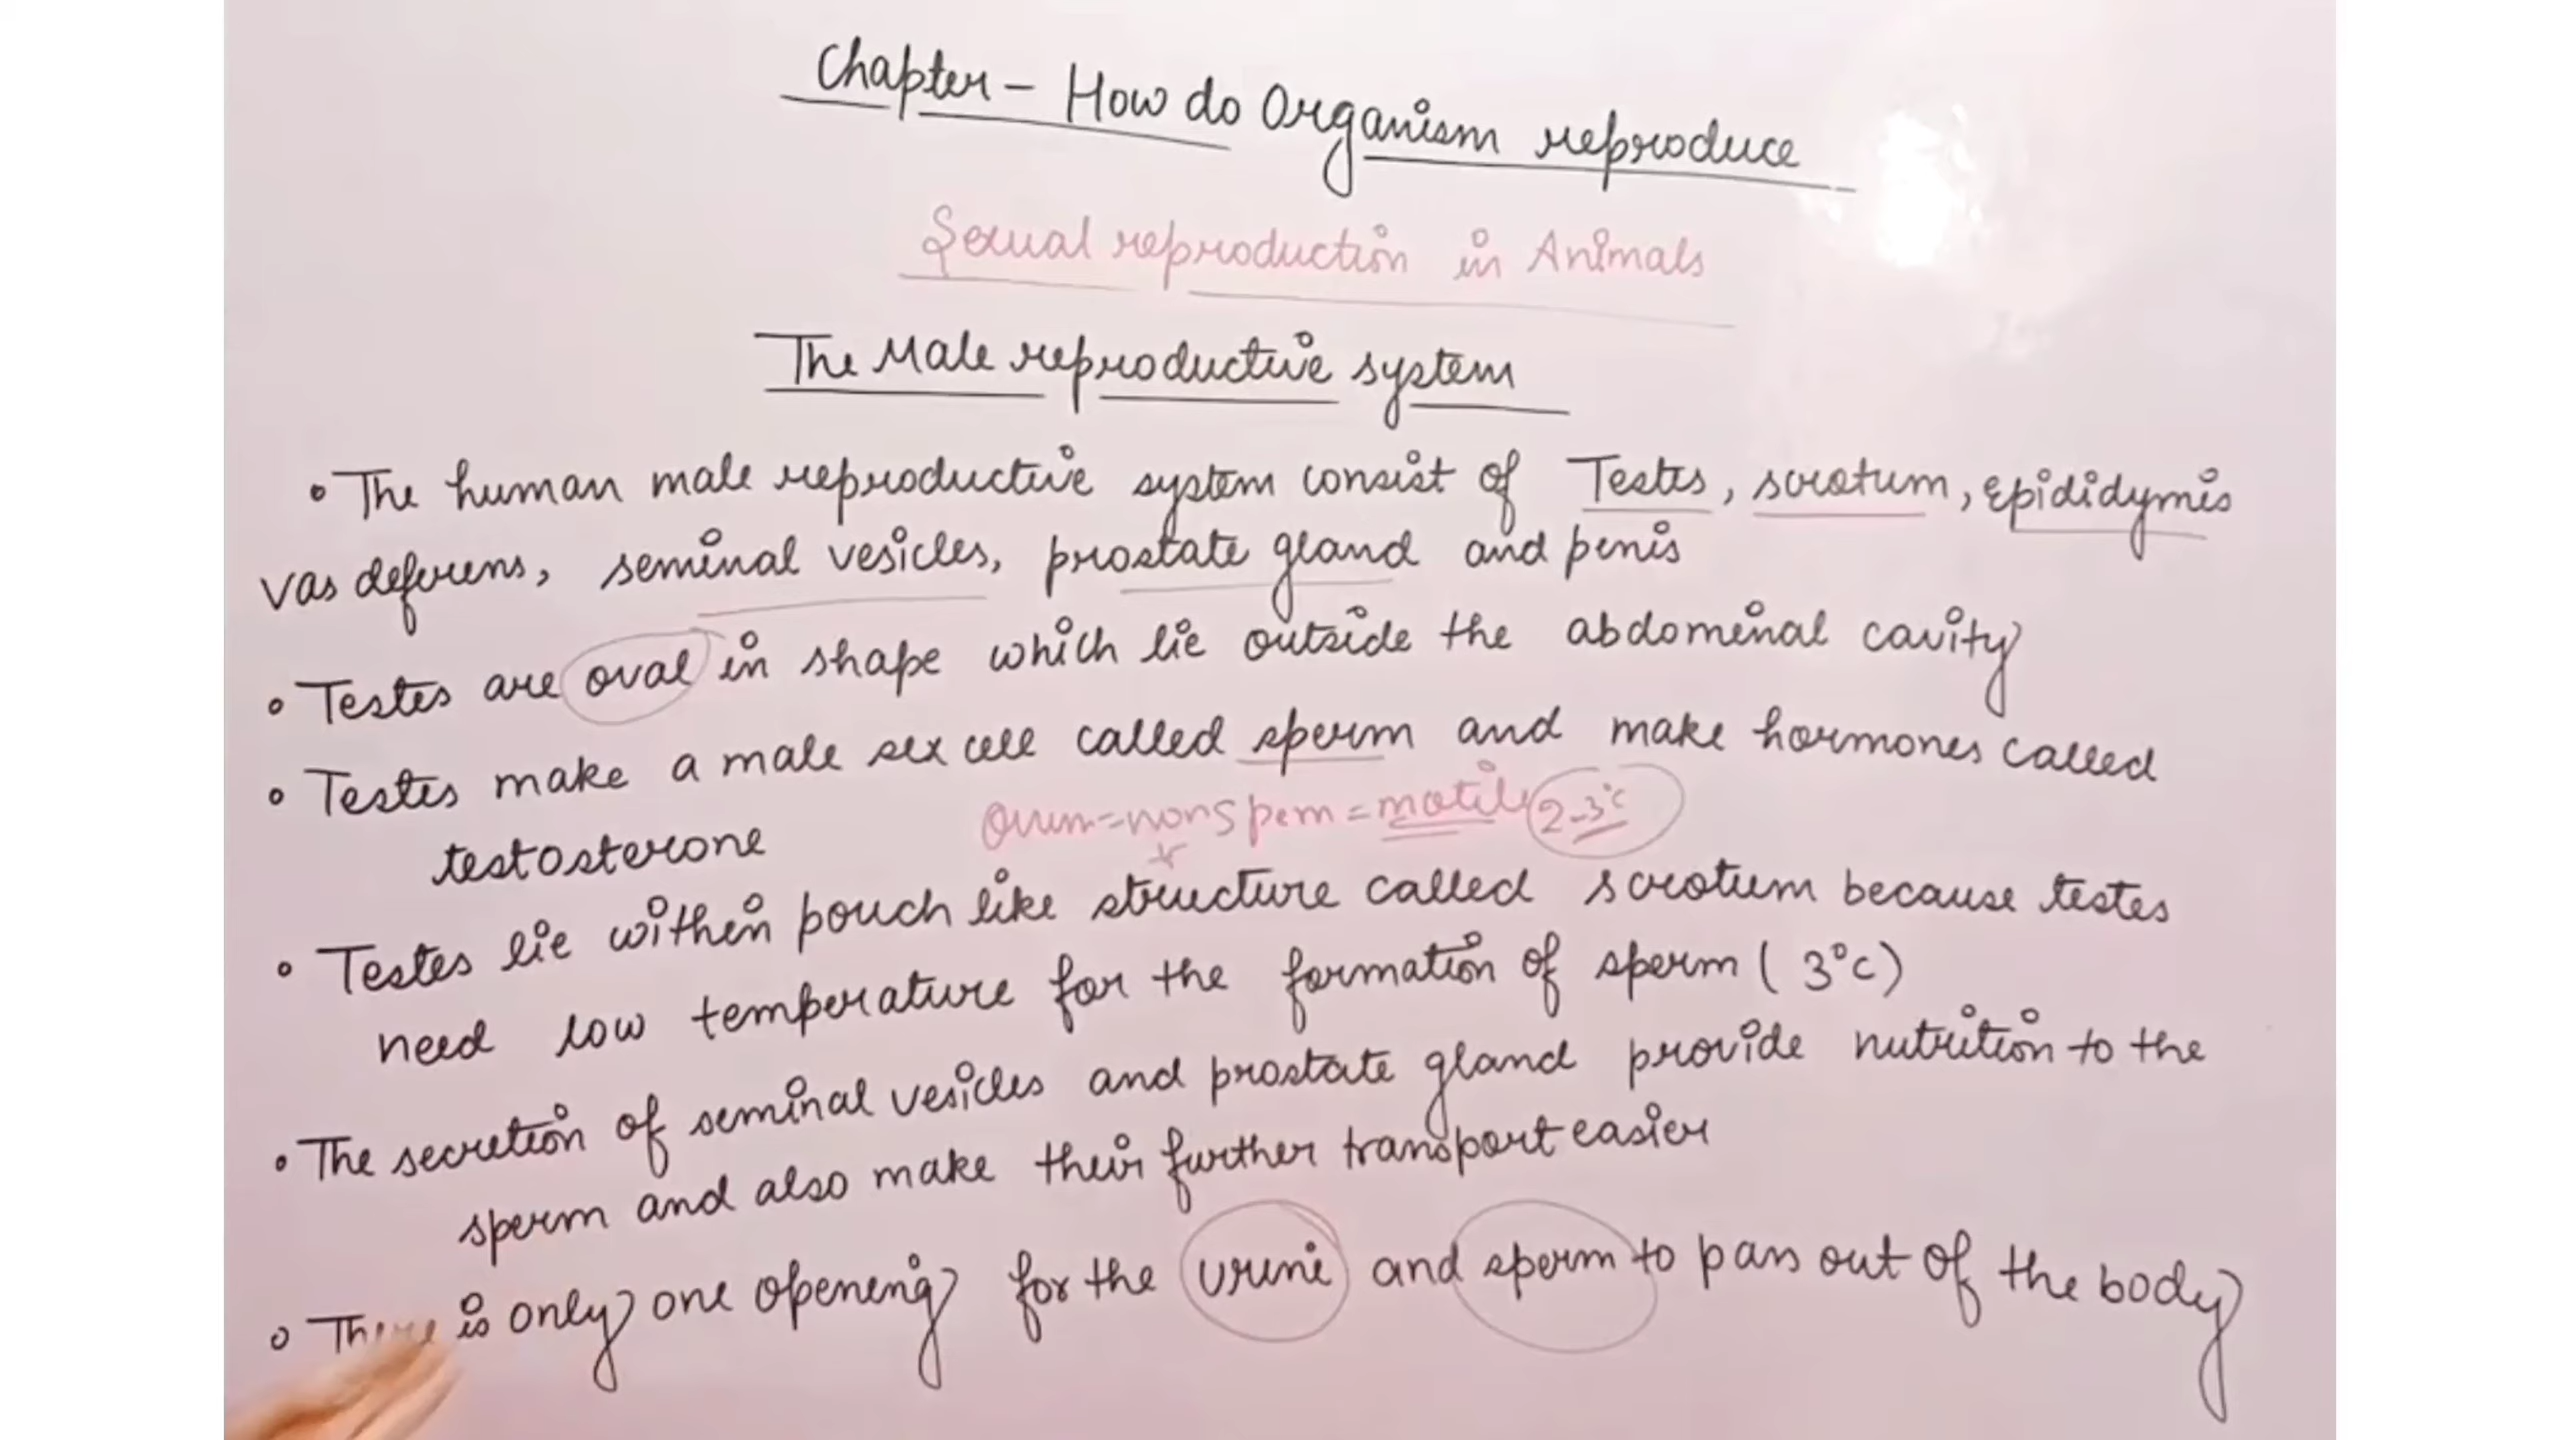 Chapter - How do Organism reproduce
Sexual reproduction in Animals
The Male reproductive system
• The human male reproductive system consist of Testes, scrotum, Epididymis
vas deferens, seminal vesicles, prostate gland and penis
• Testes are oval in shape which lie outside the abdominal cavity
• Testes make a male sex cell called sperm and make hormones called
testosterone
= non Spem = motile 2-3°c
• Testes lie within pouch like structure called scrotum because testes
need low temperature for the formation of sperm (3°c)
• The secretion of seminal vesicles and prostate gland provide nutrition to the
sperm and also make their further transport easier
• There is only one opening for the urine and sperm to pass out of the body